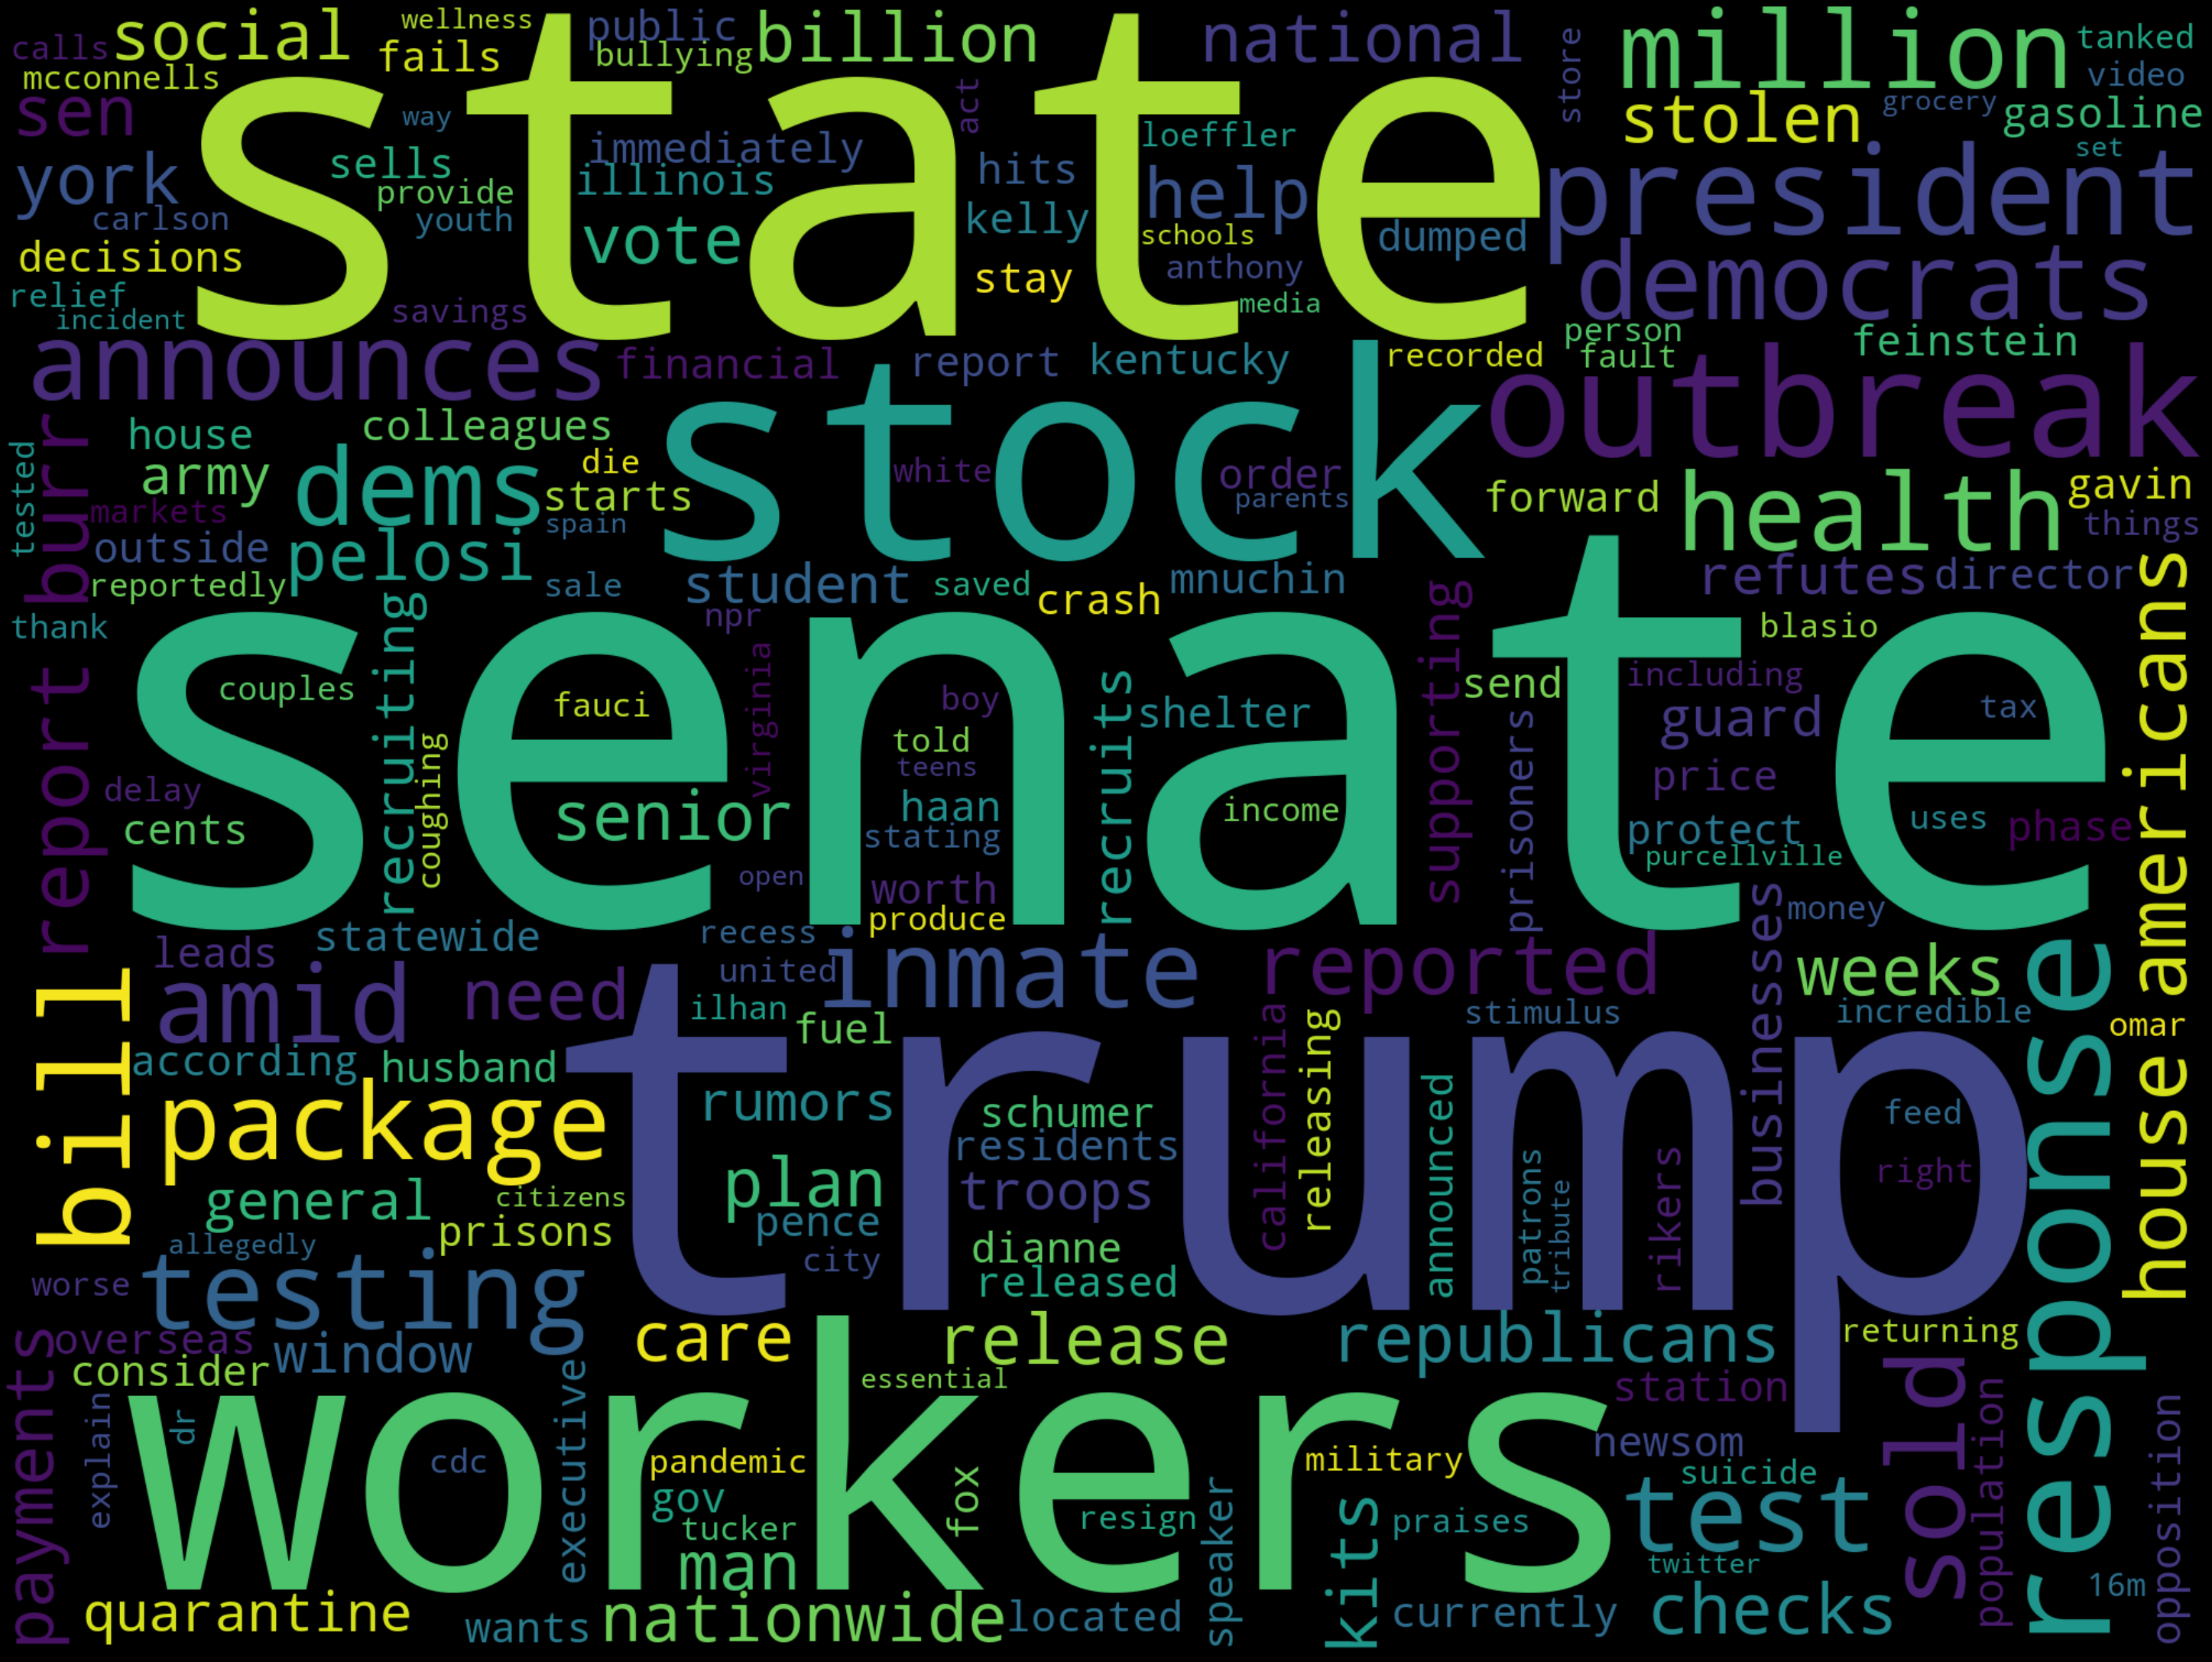 calls
social
wellness
fails
public
bullying
billion
national
million
tanked
video
mcconnells
sen
state
way
act
store
stolen
grocery
gasoline
set
york
sells
provide
immediately
illinois
hits
loeffler
help
president
carlson
youth
vote
kelly
schools
dumped
decisions
stay
anthony
democrats
relief
incident
savings
media
announces
financial
report
kentucky
recorded
person
fault
feinstein
outbreak
burr
house
colleagues
stock
tested
army
dems
die
starts
white
order
parents
forward
health
gavin
things
markets
spain
outside
pelosi
reportedly
sale
student
saved
crash
mnuchin
refutes
director
americans
thank
recruiting
npr
supporting
blasio
senate
report
couples
fauci
virginia
boy
recruits
shelter
send
including
guard
tax
prisoners
told
teens
delay
coughing
senior
haan
income
price
cents
stating
protect
uses
phase
purcellville
open
worth
produce
businesses
money
statewide
recess
leads
united
inmate
reported
weeks
response
bill
amid
need
ilhan
fuel
california
releasing
stimulus
incredible
omar
according
husband
trump
house
package
rumors
schumer
residents
announced
feed
general
citizens
plan
troops
patrons
tribute
rikers
right
prisons
pence
allegedly
city
dianne
worse
testing
released
payments
overseas
window
care
release
republicans
returning
consider
essential
station
sold
workers
explain
dr
executive
population
opposition
cdc
pandemic
military
newsom
gov
fox
speaker
suicide
tucker
resign
kits
praises
test
man
twitter
quarantine
wants
nationwide
located
currently
checks
16m